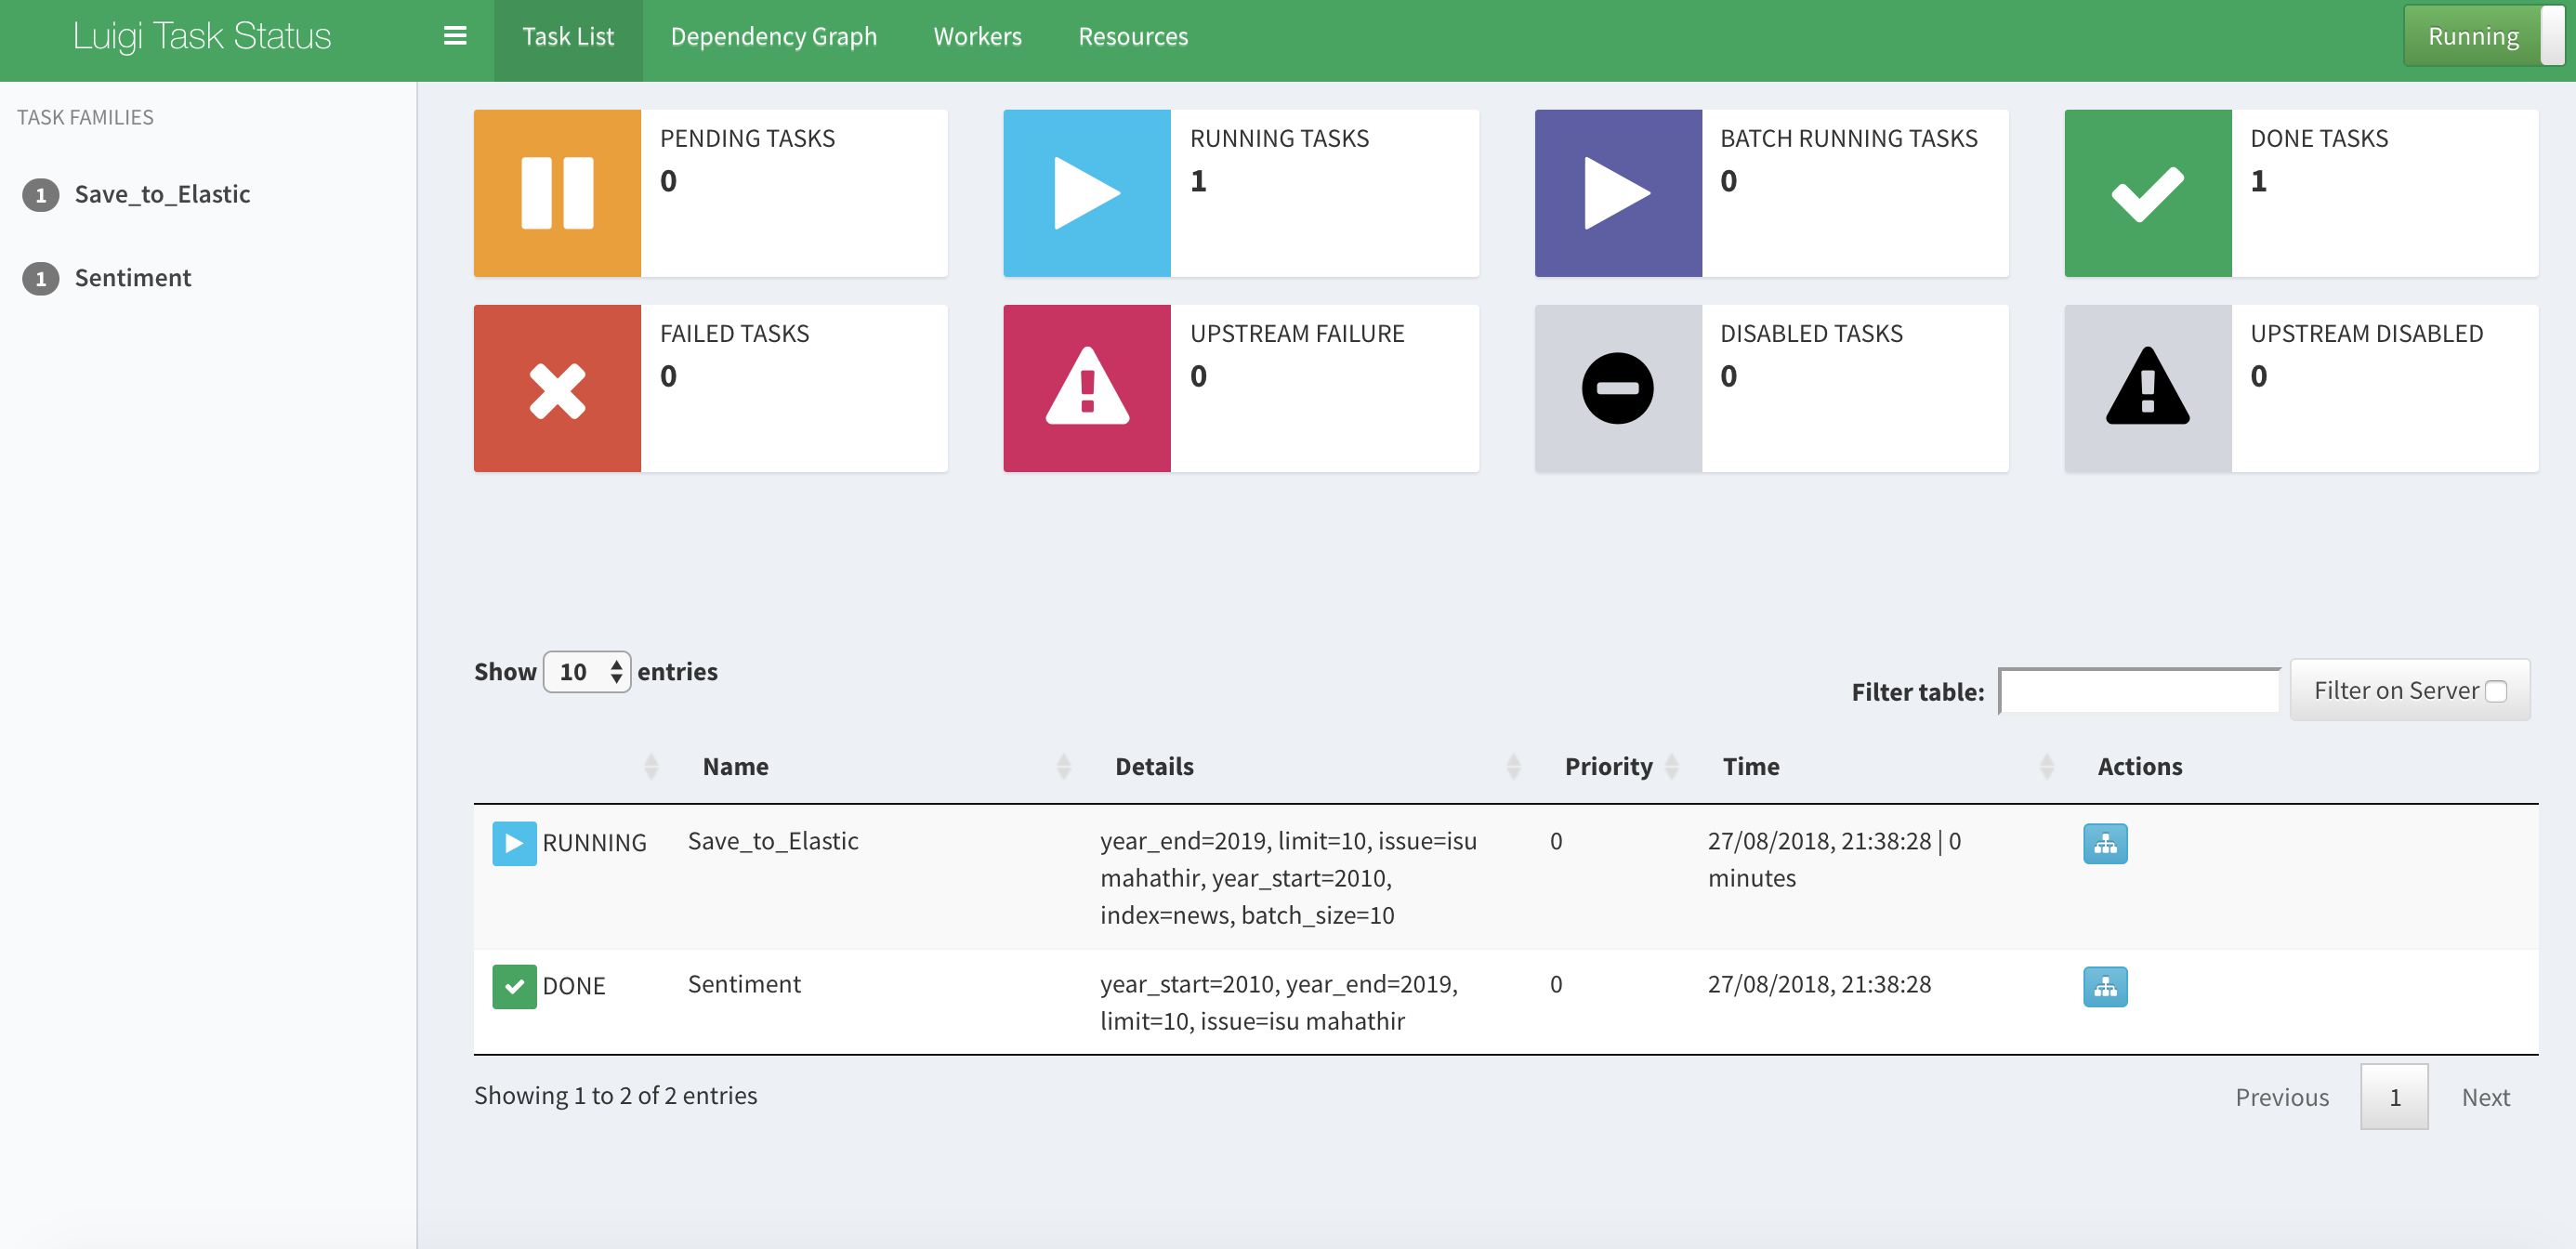 Luigi Task Status
Task List
Dependency Graph
Workers
Resources
Running
TASK FAMILIES
1 Save_to_Elastic
1 Sentiment
PENDING TASKS
0
RUNNING TASKS
1
BATCH RUNNING TASKS
0
DONE TASKS
1
FAILED TASKS
0
UPSTREAM FAILURE
0
DISABLED TASKS
0
UPSTREAM DISABLED
0
Show 10 entries
Filter table:
Filter on Server
Name Details Priority Time Actions
RUNNING Save_to_Elastic year_end=2019, limit=10, issue=isu 0 27/08/2018, 21:38:28 | 0
mahathir, year_start=2010, minutes
index=news, batch_size=10
DONE Sentiment year_start=2010, year_end=2019, 0 27/08/2018, 21:38:28
limit=10, issue=isu mahathir
Showing 1 to 2 of 2 entries
Previous 1 Next